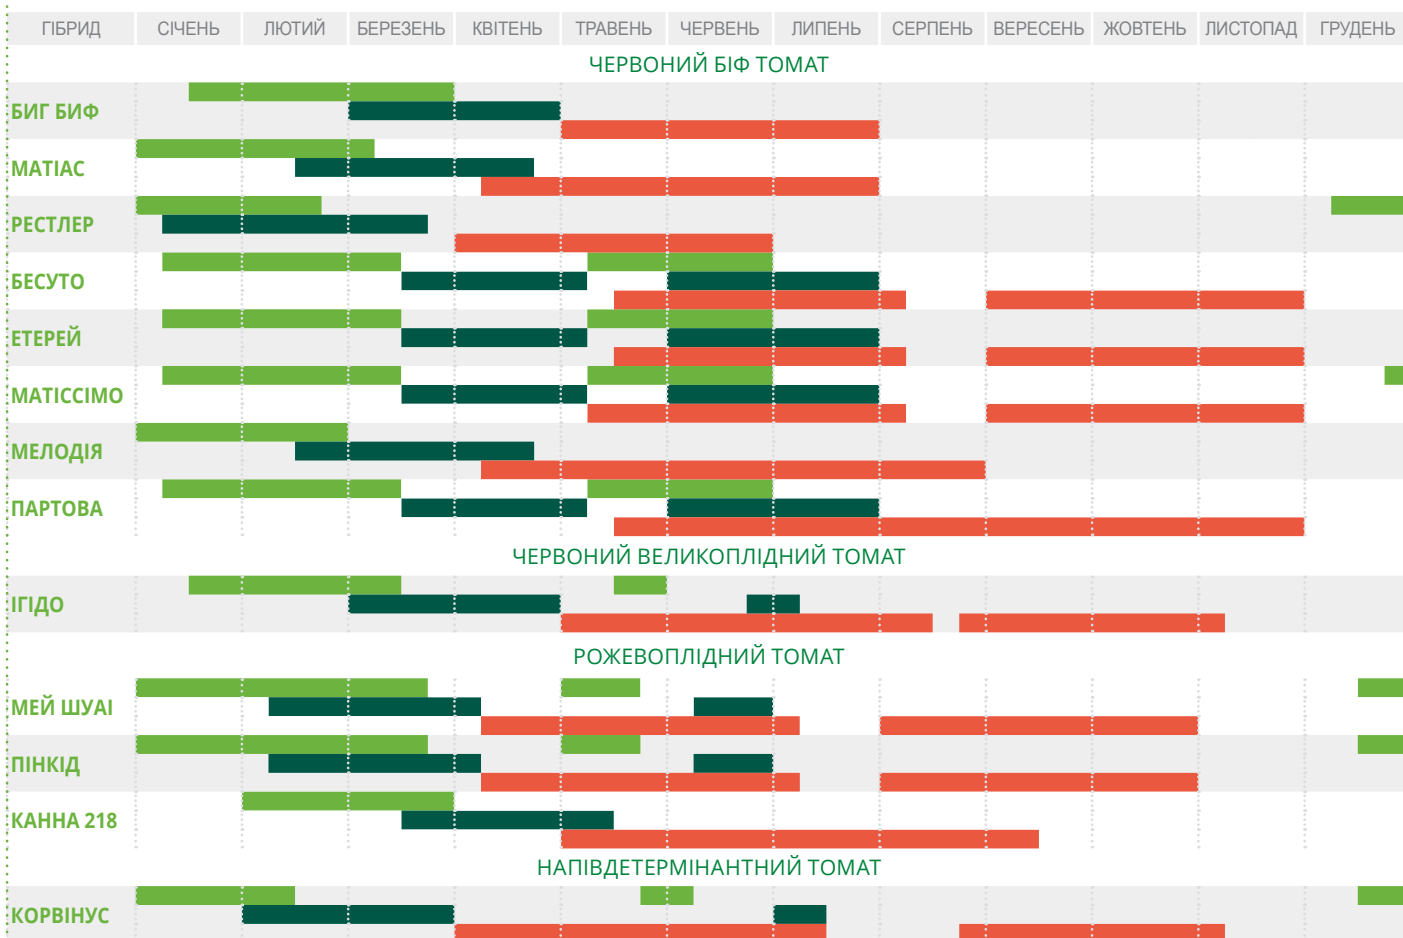 ГІБРИД СІЧЕНЬ ЛЮТИЙ БЕРЕЗЕНЬ КВІТЕНЬ ТРАВЕНЬ ЧЕРВЕНЬ ЛИПЕНЬ СЕРПЕНЬ ВЕРЕСЕНЬ ЖОВТЕНЬ ЛИСТОПАД ГРУДЕНЬ
ЧЕРВОНИЙ БІФ ТОМАТ
БИГ БИФ
МАТІАС
РЕСТЛЕР
БЕСУТО
ЕТЕРЕЙ
МАТІССІМО
МЕЛОДІЯ
ПАРТОВА
ЧЕРВОНИЙ ВЕЛИКОПЛІДНИЙ ТОМАТ
ІГІДО
РОЖЕВОПЛІДНИЙ ТОМАТ
МЕЙ ШУАІ
ПІНКІД
КАННА 218
НАПІВДЕТЕРМІНАНТНИЙ ТОМАТ
КОРВІНУС